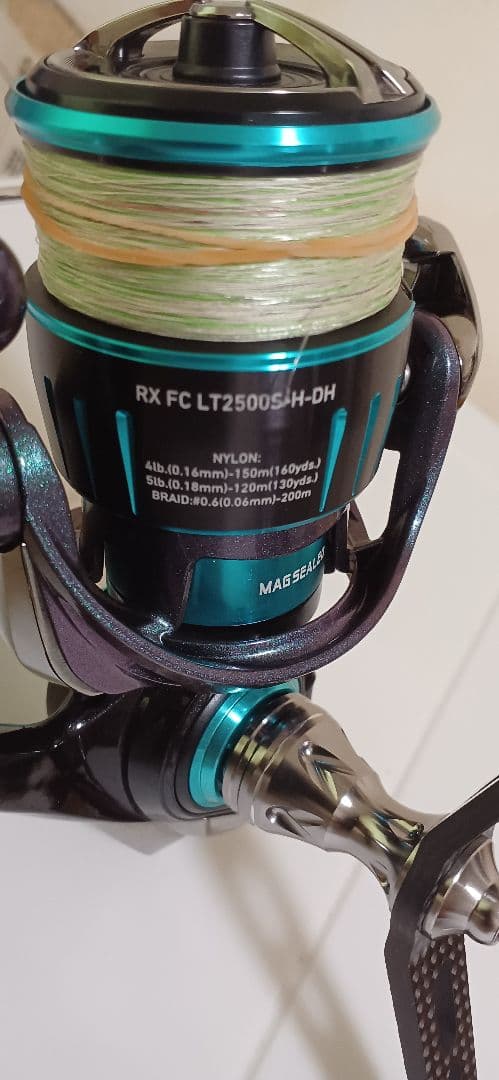 RX FC LT2500S-H-DH
NYLON:
4lb.(0.16mm)-150m(160yds.)
5lb.(0.18mm)-120m(130yds.)
BRAID:#0.6(0.06mm)-200m
MAGSEALED